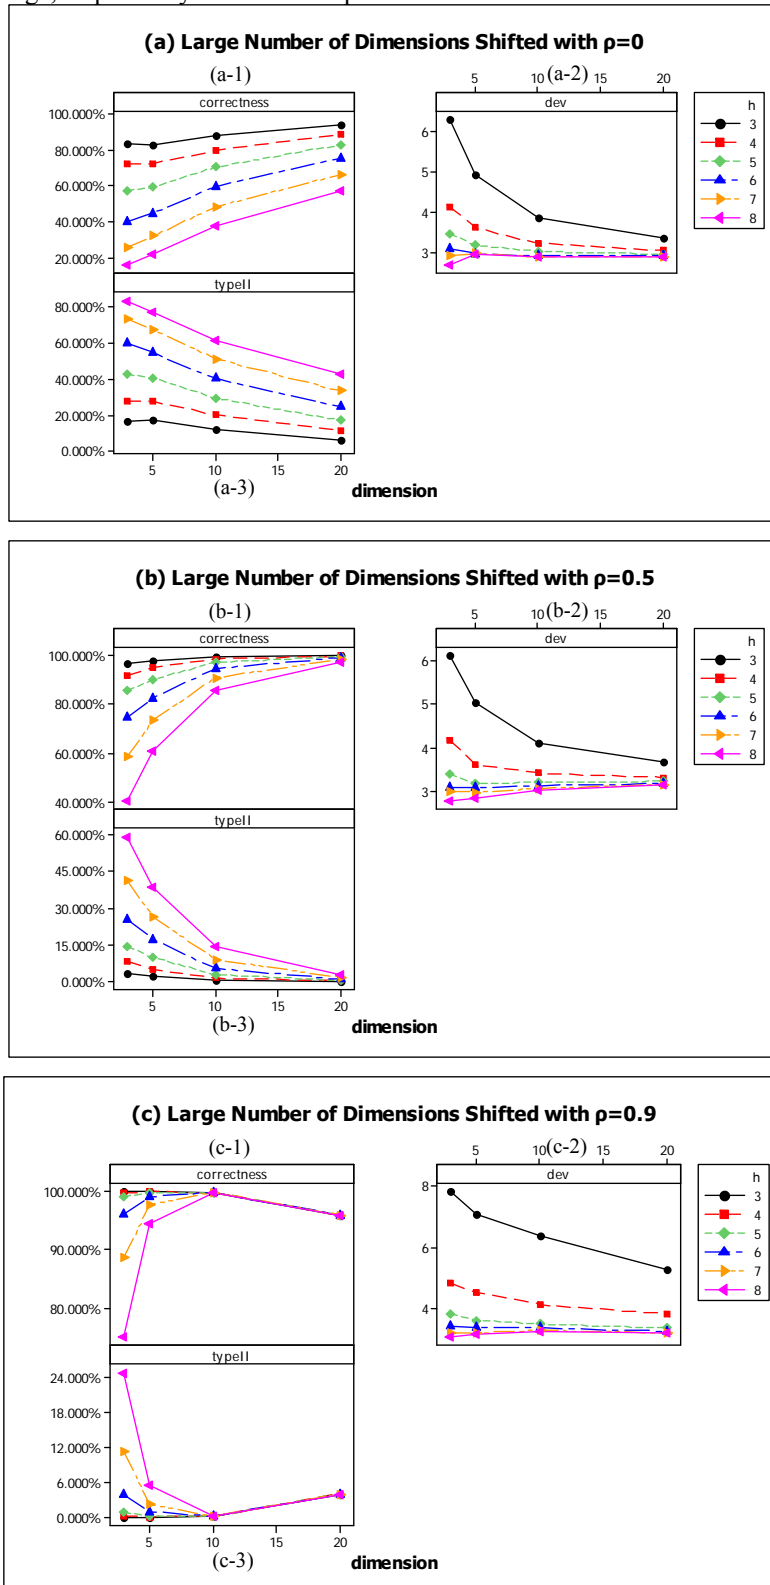 (a) Large Number of Dimensions Shifted with ρ=0
(a-1) (a-2)
5 10 15 20
correctness dev h
100.000%
80.000%
60.000%
40.000%
20.000%
6
5
4
3
3
4
5
6
7
8
typeII
80.000%
60.000%
40.000%
20.000%
0.000%
5 10 15 20
(a-3) dimension
(b) Large Number of Dimensions Shifted with ρ=0.5
(b-1) (b-2)
5 10 15 20
correctness dev h
100.000%
80.000%
60.000%
40.000%
6
5
4
3
3
4
5
6
7
8
typeII
60.000%
45.000%
30.000%
15.000%
0.000%
5 10 15 20
(b-3) dimension
(c) Large Number of Dimensions Shifted with ρ=0.9
(c-1) (c-2)
5 10 15 20
correctness dev h
100.000%
90.000%
80.000%
8
6
4
3
4
5
6
7
8
typeII
24.000%
18.000%
12.000%
6.000%
0.000%
5 10 15 20
(c-3) dimension